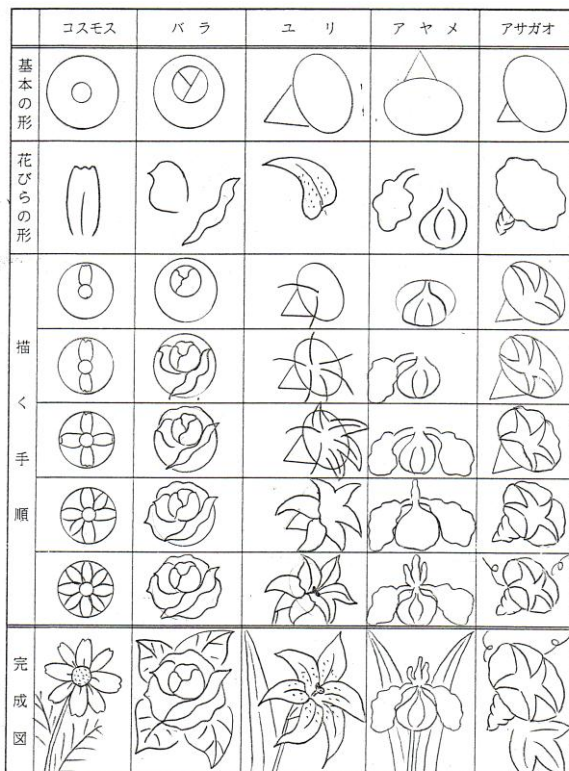 コスモス
バラ
ユリ
アヤメ
アサガオ
基本の形
花びらの形
描く手順
完成図